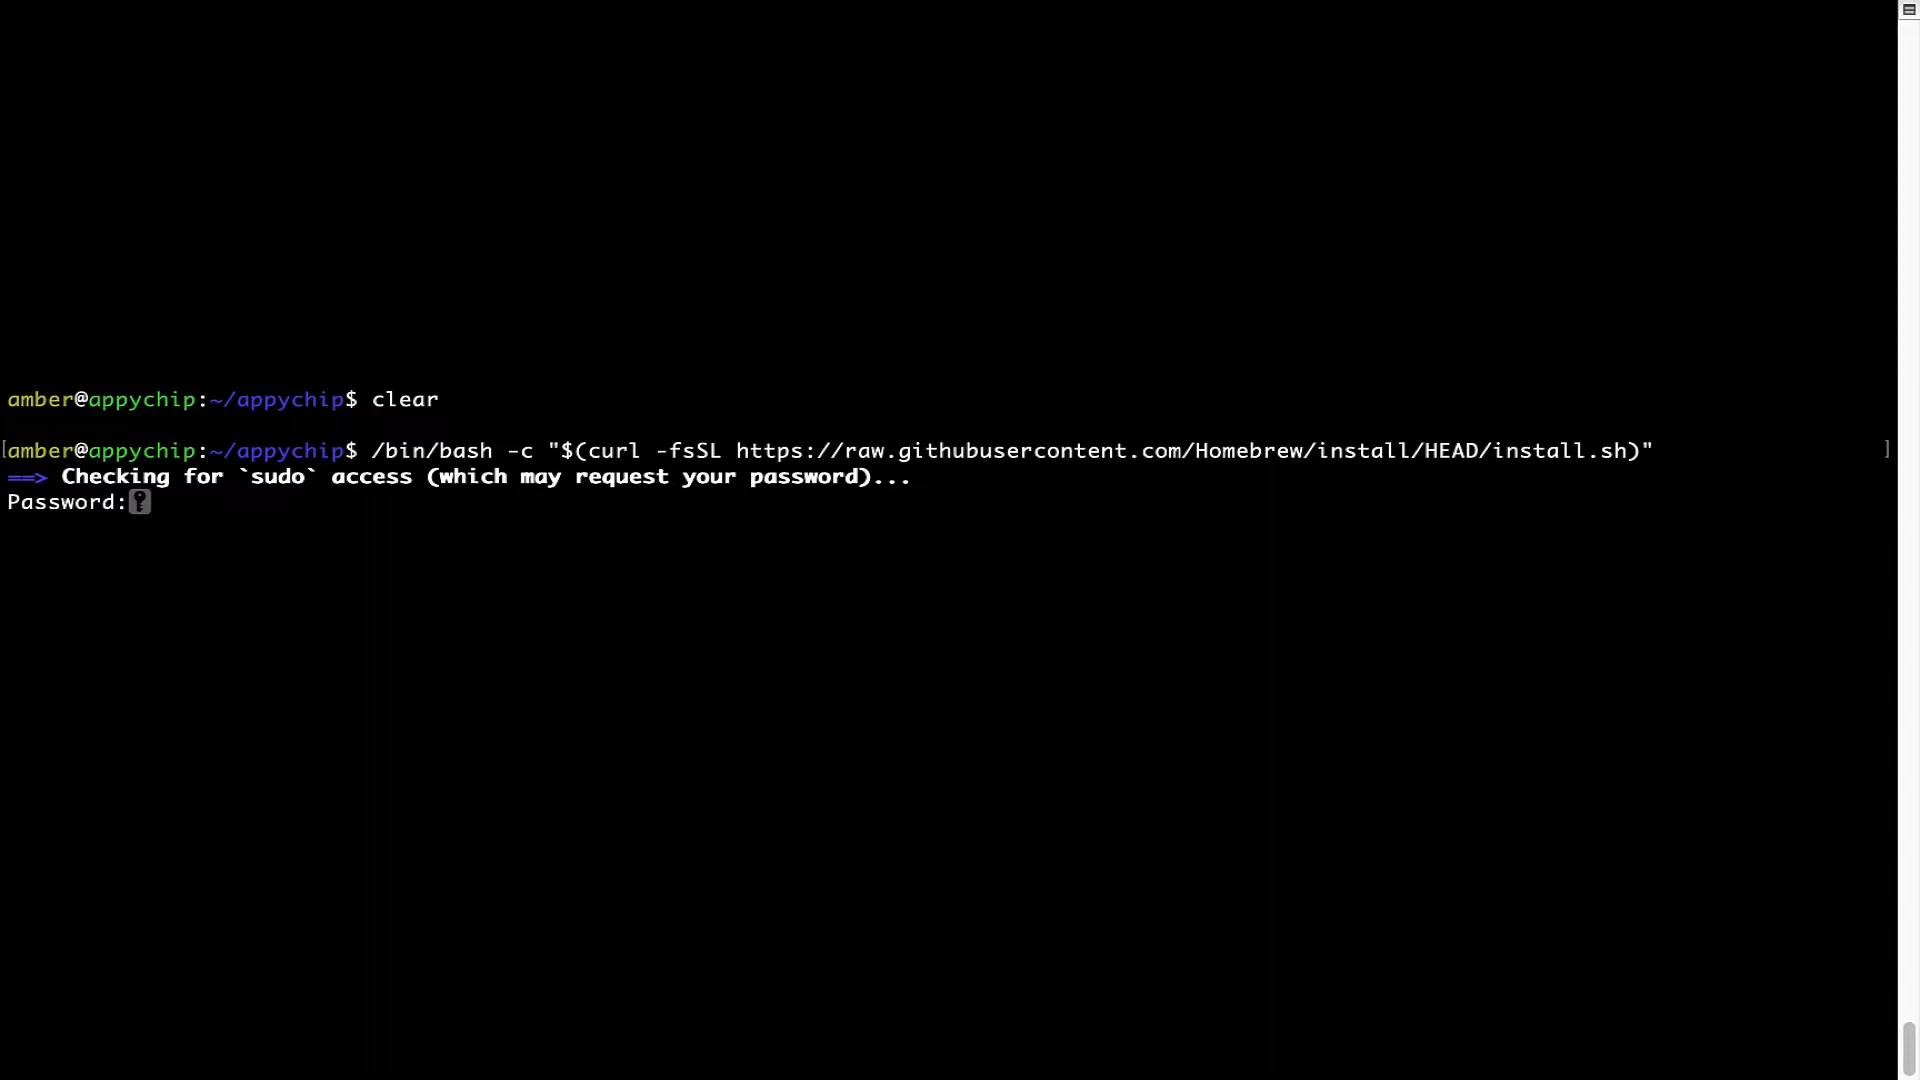 amber@appychip:~/appychip$ clear
[amber@appychip:~/appychip$ /bin/bash -c "$(curl -fsSL https://raw.githubusercontent.com/Homebrew/install/HEAD/install.sh)" ]
==> Checking for `sudo` access (which may request your password)...
Password: